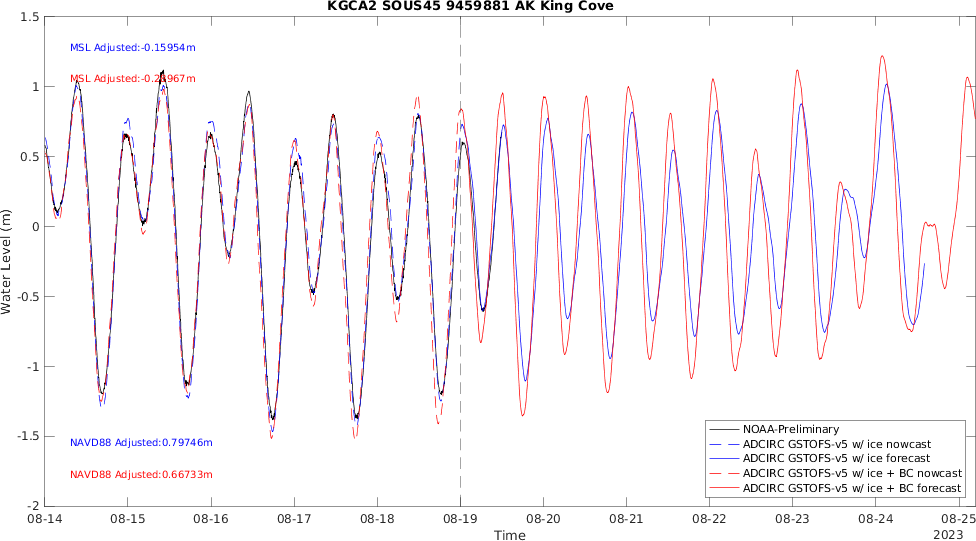 KGCA2 SOUS45 9459881 AK King Cove
MSL Adjusted:-0.15954m
MSL Adjusted:-0.28967m
NAVD88 Adjusted:0.79746m
NAVD88 Adjusted:0.66733m
Water Level (m)
1.5
1
0.5
0
-0.5
-1
-1.5
-2
NOAA-Preliminary
ADCIRC GSTOFS-v5 w/ ice nowcast
ADCIRC GSTOFS-v5 w/ ice forecast
ADCIRC GSTOFS-v5 w/ ice + BC nowcast
ADCIRC GSTOFS-v5 w/ ice + BC forecast
08-14 08-15 08-16 08-17 08-18 08-19 08-20 08-21 08-22 08-23 08-24 08-25
2023
Time